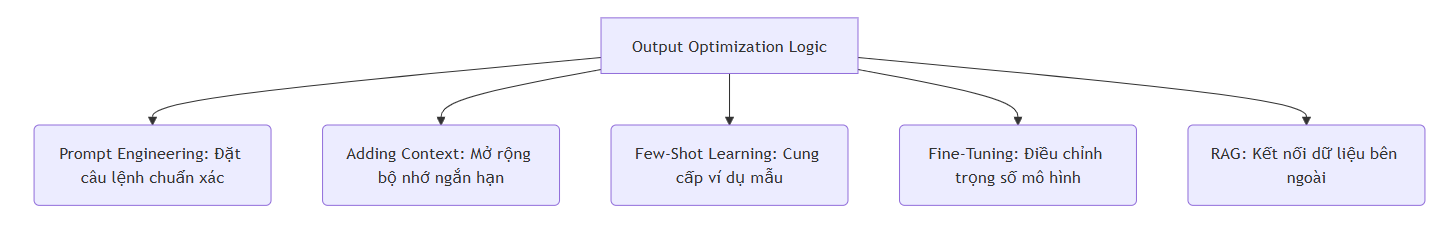 Output Optimization Logic
Prompt Engineering: Đặt
câu lệnh chuẩn xác
Adding Context: Mở rộng
bộ nhớ ngắn hạn
Few-Shot Learning: Cung
cấp ví dụ mẫu
Fine-Tuning: Điều chỉnh
trọng số mô hình
RAG: Kết nối dữ liệu bên
ngoài